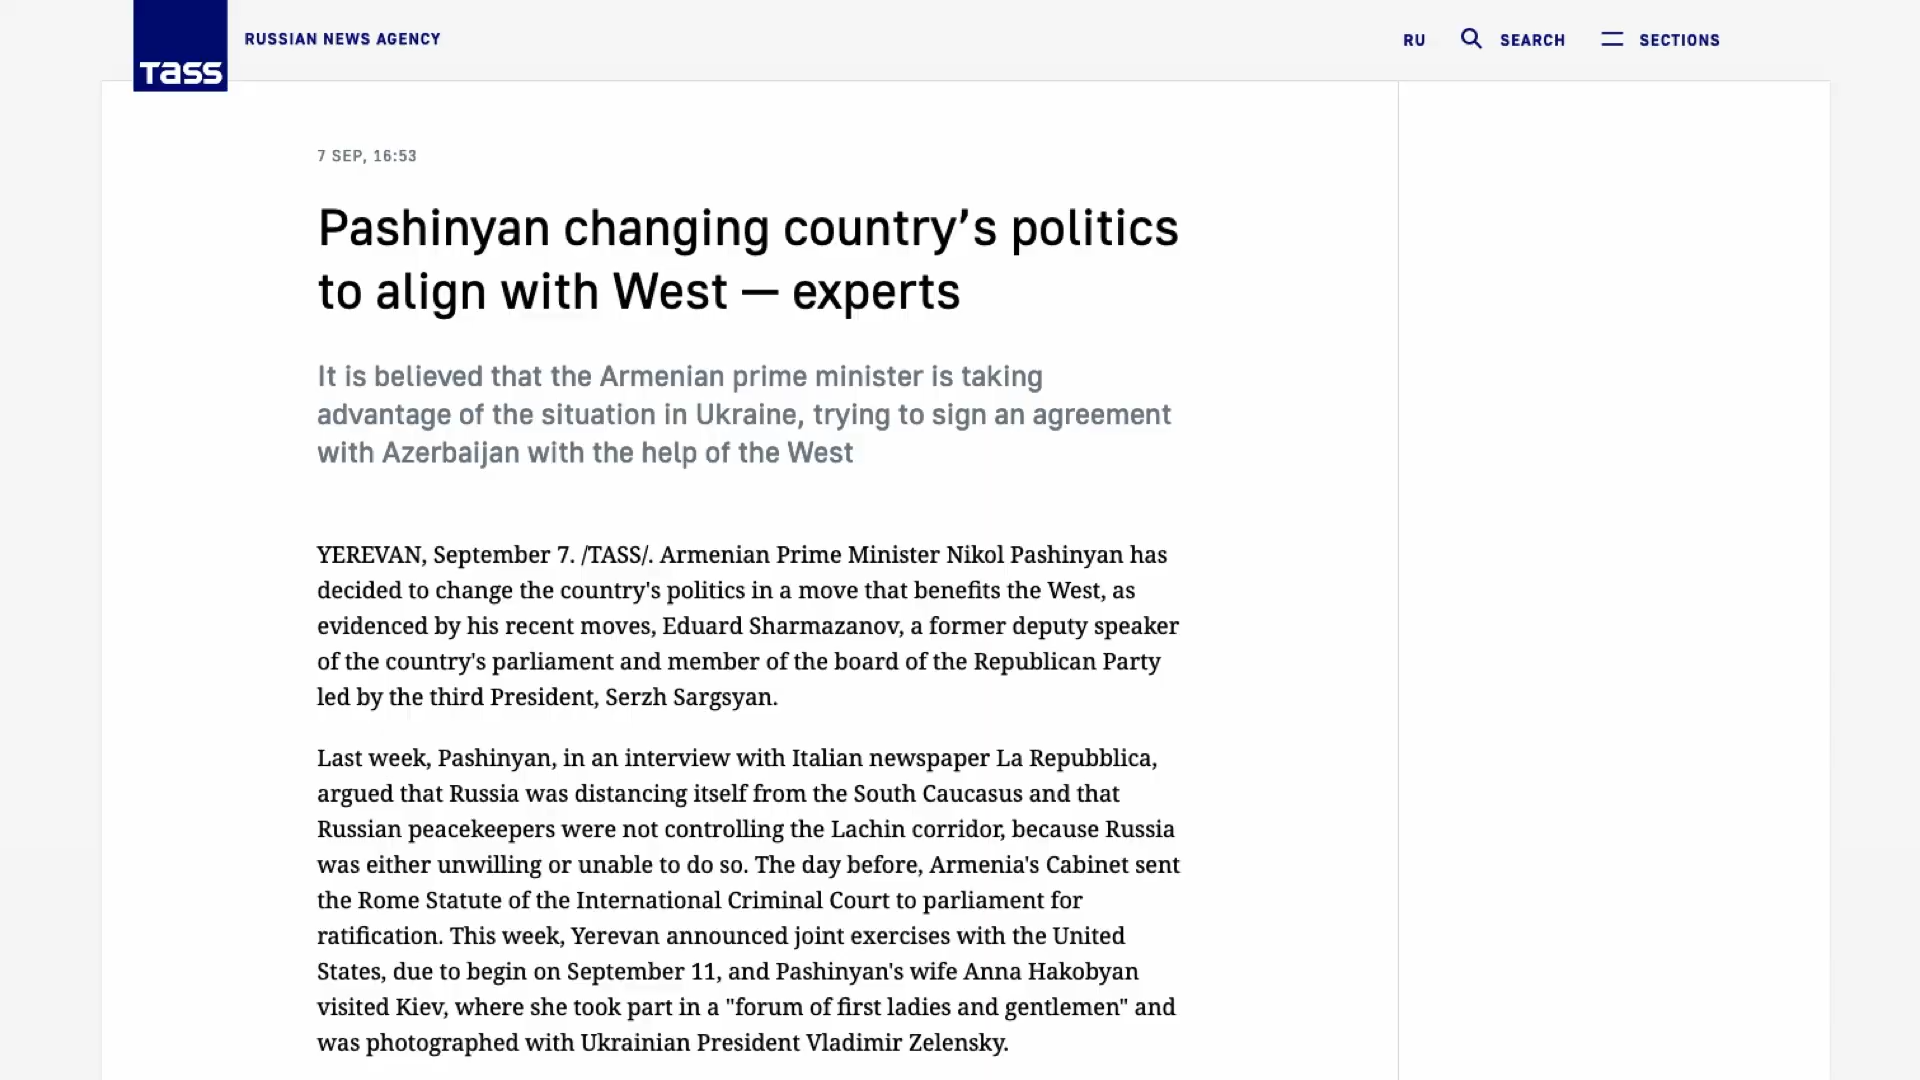 RUSSIAN NEWS AGENCY
RU SEARCH SECTIONS
Tass
7 SEP, 16:53
Pashinyan changing country’s politics
to align with West — experts
It is believed that the Armenian prime minister is taking
advantage of the situation in Ukraine, trying to sign an agreement
with Azerbaijan with the help of the West
YEREVAN, September 7. /TASS/. Armenian Prime Minister Nikol Pashinyan has
decided to change the country's politics in a move that benefits the West, as
evidenced by his recent moves, Eduard Sharmazanov, a former deputy speaker
of the country's parliament and member of the board of the Republican Party
led by the third President, Serzh Sargsyan.
Last week, Pashinyan, in an interview with Italian newspaper La Repubblica,
argued that Russia was distancing itself from the South Caucasus and that
Russian peacekeepers were not controlling the Lachin corridor, because Russia
was either unwilling or unable to do so. The day before, Armenia's Cabinet sent
the Rome Statute of the International Criminal Court to parliament for
ratification. This week, Yerevan announced joint exercises with the United
States, due to begin on September 11, and Pashinyan's wife Anna Hakobyan
visited Kiev, where she took part in a "forum of first ladies and gentlemen" and
was photographed with Ukrainian President Vladimir Zelensky.